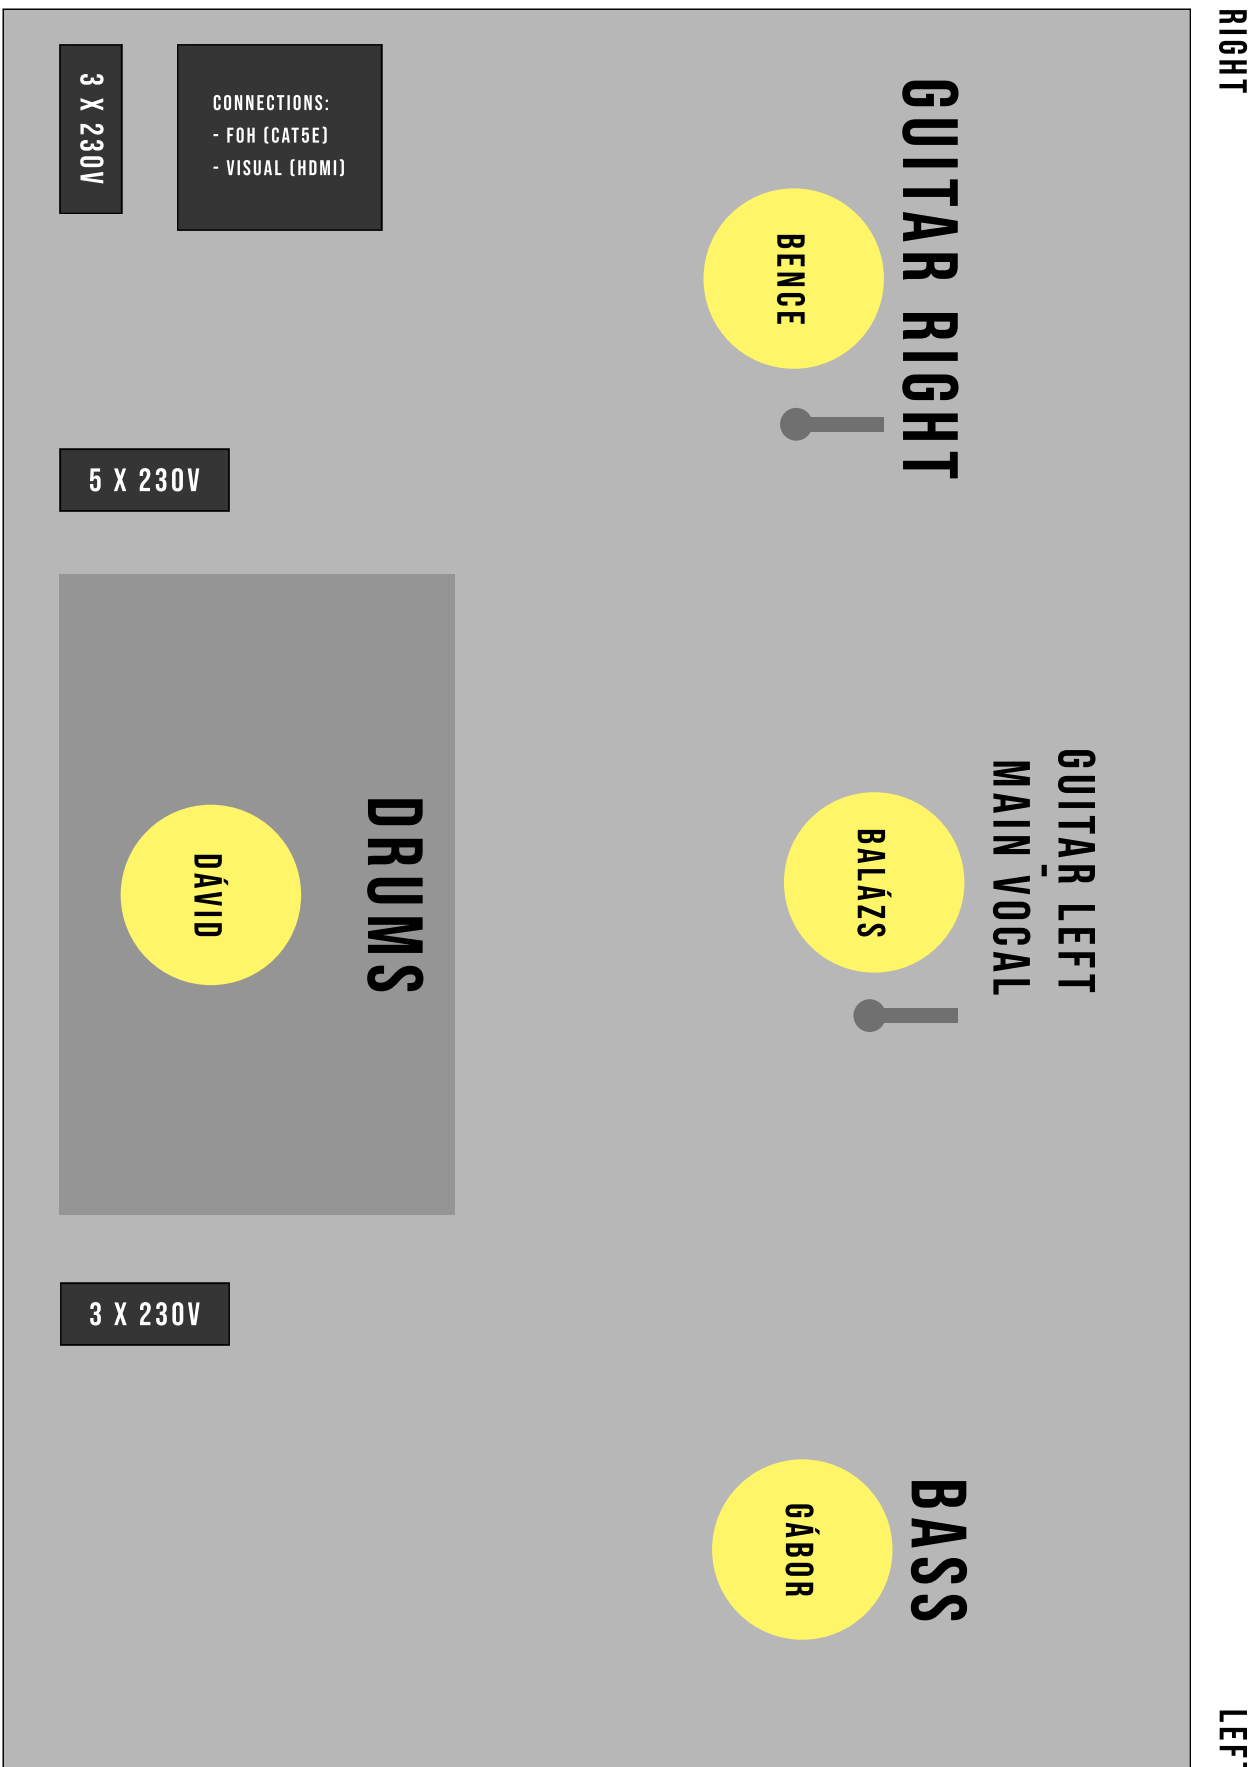 RIGHT
3 X 230V
CONNECTIONS:
- FOH (CAT5E)
- VISUAL (HDMI)
BENCE
GUITAR RIGHT
5 X 230V
DÁVID
DRUMS
BALÁZS
MAIN VOCAL
-
GUITAR LEFT
3 X 230V
GÁBOR
BASS